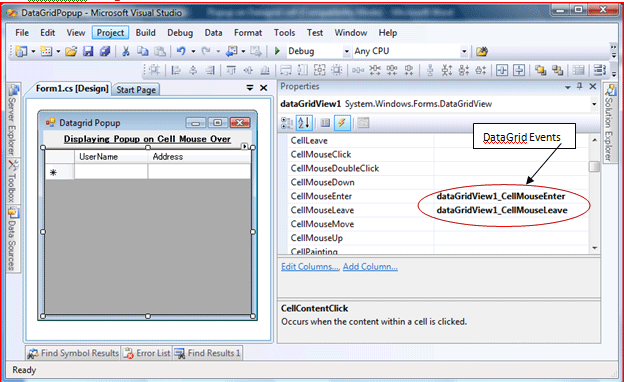 DataGridPopup - Microsoft Visual Studio
File Edit View Project Build Debug Data Format Tools Test Window Help
Debug Any CPU
Form1.cs [Design] Start Page
Server Explorer
Toolbox
Data Sources
Datagrid Popup
Displaying Popup on Cell Mouse Over
UserName Address
Properties
dataGridView1 System.Windows.Forms.DataGridView
CellLeave
CellMouseClick
CellMouseDoubleClick
CellMouseDown
CellMouseEnter dataGridView1_CellMouseEnter
CellMouseLeave dataGridView1_CellMouseLeave
CellMouseMove
CellMouseUp
CellPainting
DataGrid Events
Edit Columns..., Add Column...
CellContentClick
Occurs when the content within a cell is clicked.
Solution Explorer
Find Symbol Results Error List Find Results 1
Ready